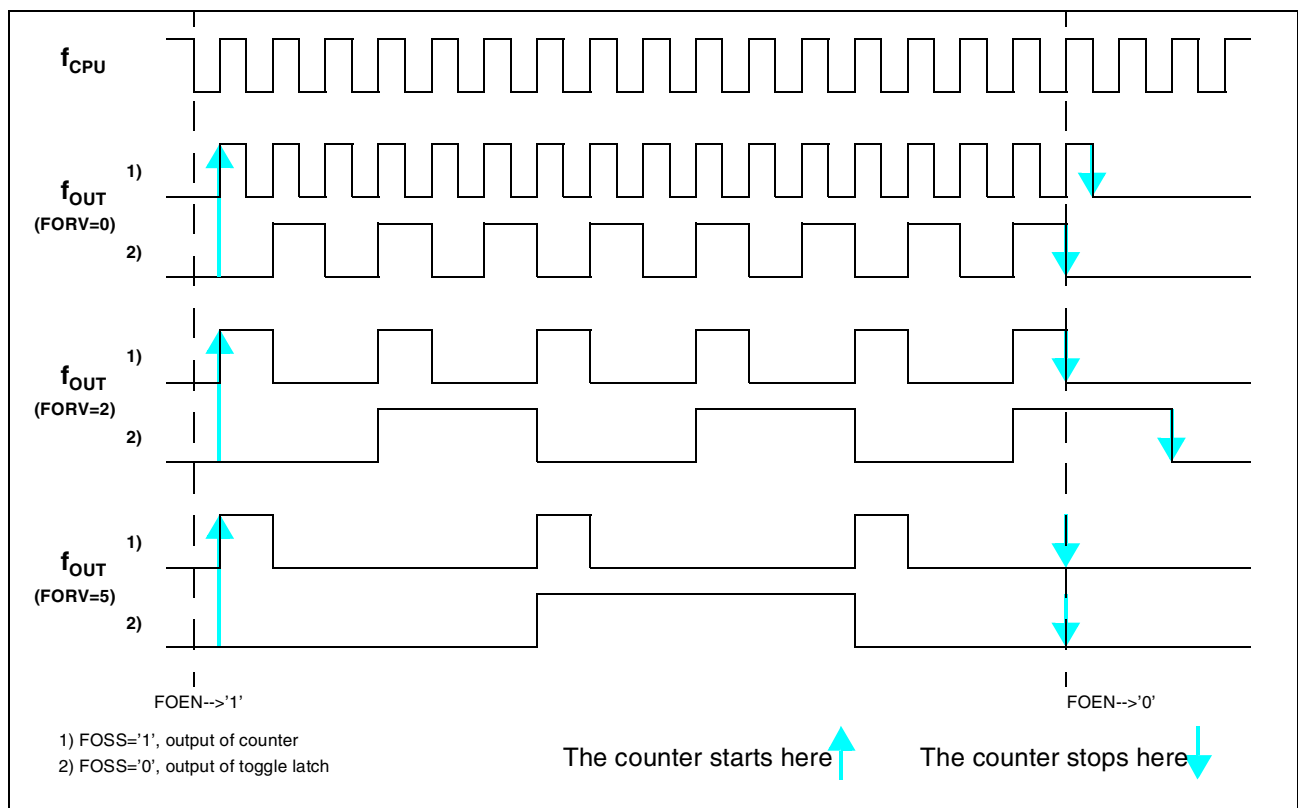 fCPU
1)
fOUT
(FORV=0)
2)
1)
fOUT
(FORV=2)
2)
1)
fOUT
(FORV=5)
2)
FOEN-->'1'
FOEN-->'0'
1) FOSS='1', output of counter
2) FOSS='0', output of toggle latch
The counter starts here
The counter stops here